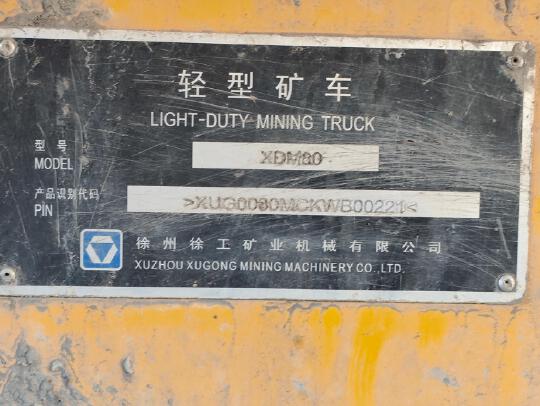 轻型矿车
LIGHT-DUTY MINING TRUCK
型号
MODEL
XDM80
产品识别代码
PIN
>XUG0080MCKWB00221<
徐州徐工矿业机械有限公司
XUZHOU XUGONG MINING MACHINERY CO.,LTD.